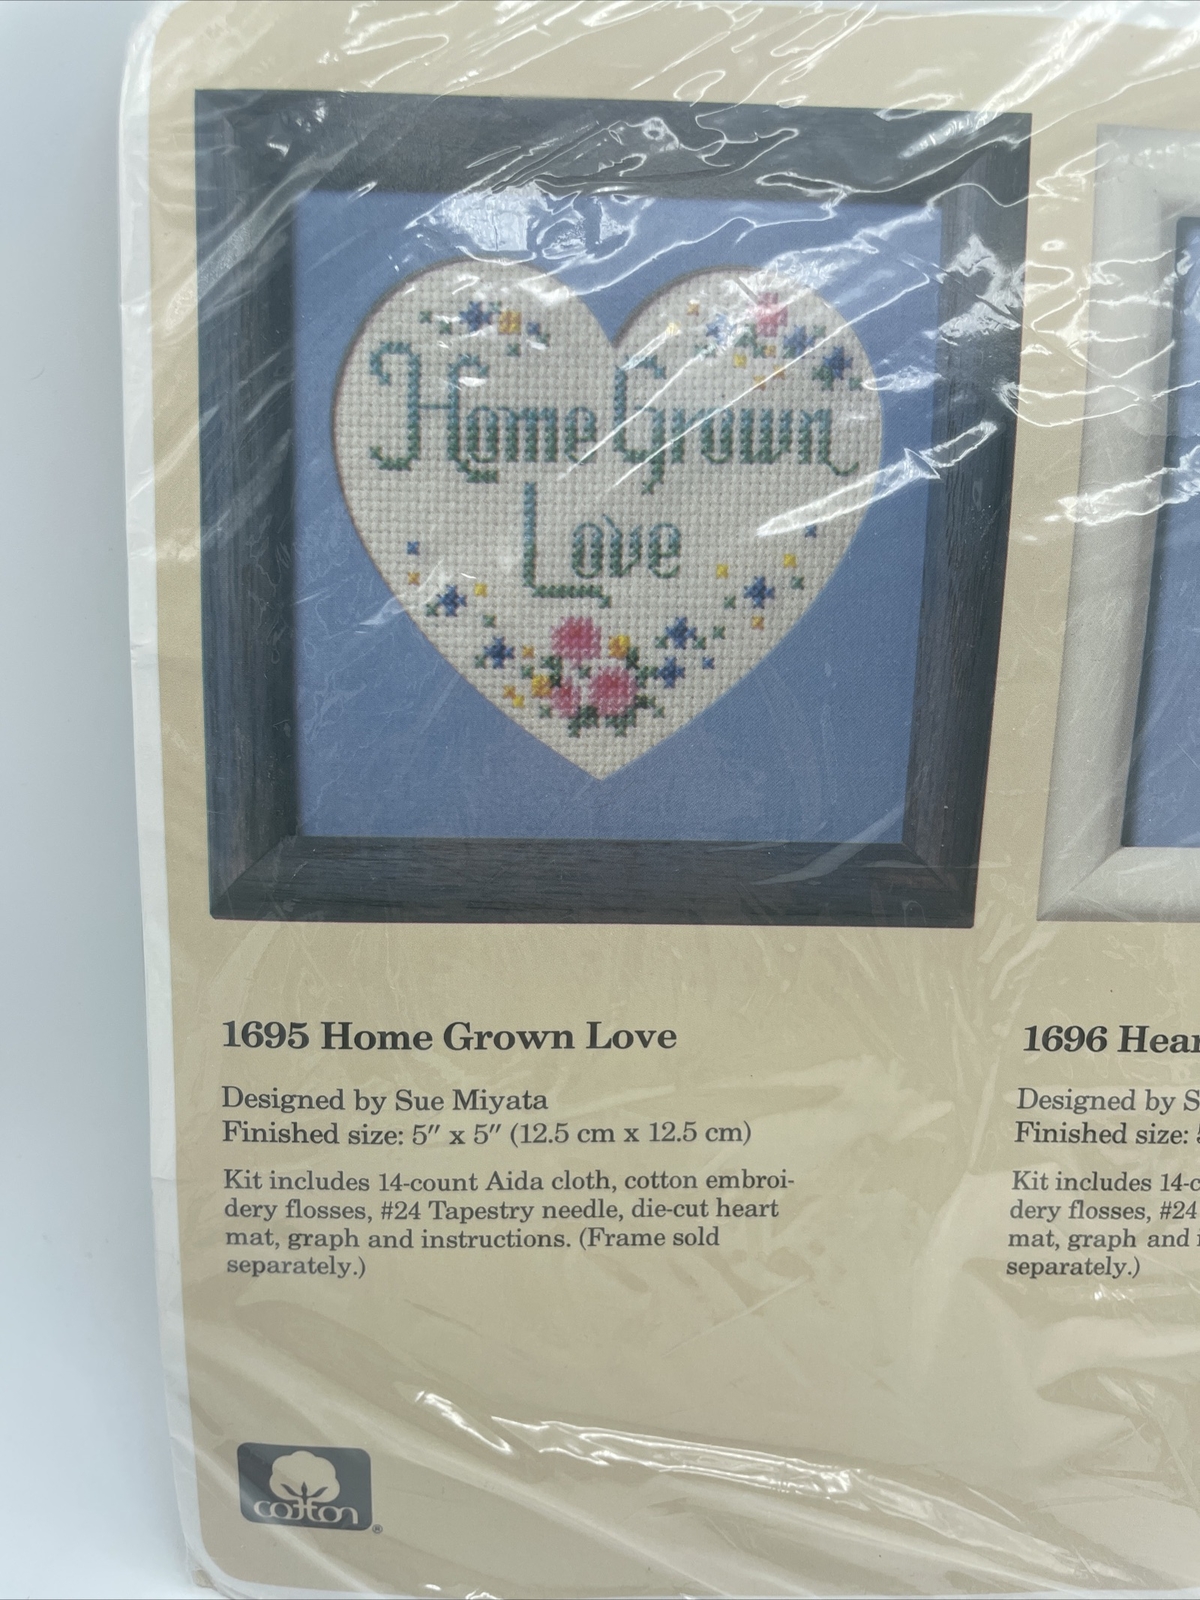 Home Grown
Love
1695 Home Grown Love
Designed by Sue Miyata
Finished size: 5″ x 5″ (12.5 cm x 12.5 cm)
Kit includes 14-count Aida cloth, cotton embroi-
dery flosses, #24 Tapestry needle, die-cut heart
mat, graph and instructions. (Frame sold
separately.)
1696
Designed by
Finished size:
Kit includes
dery flosses, #24
mat, graph and
separately.)
cotton
®